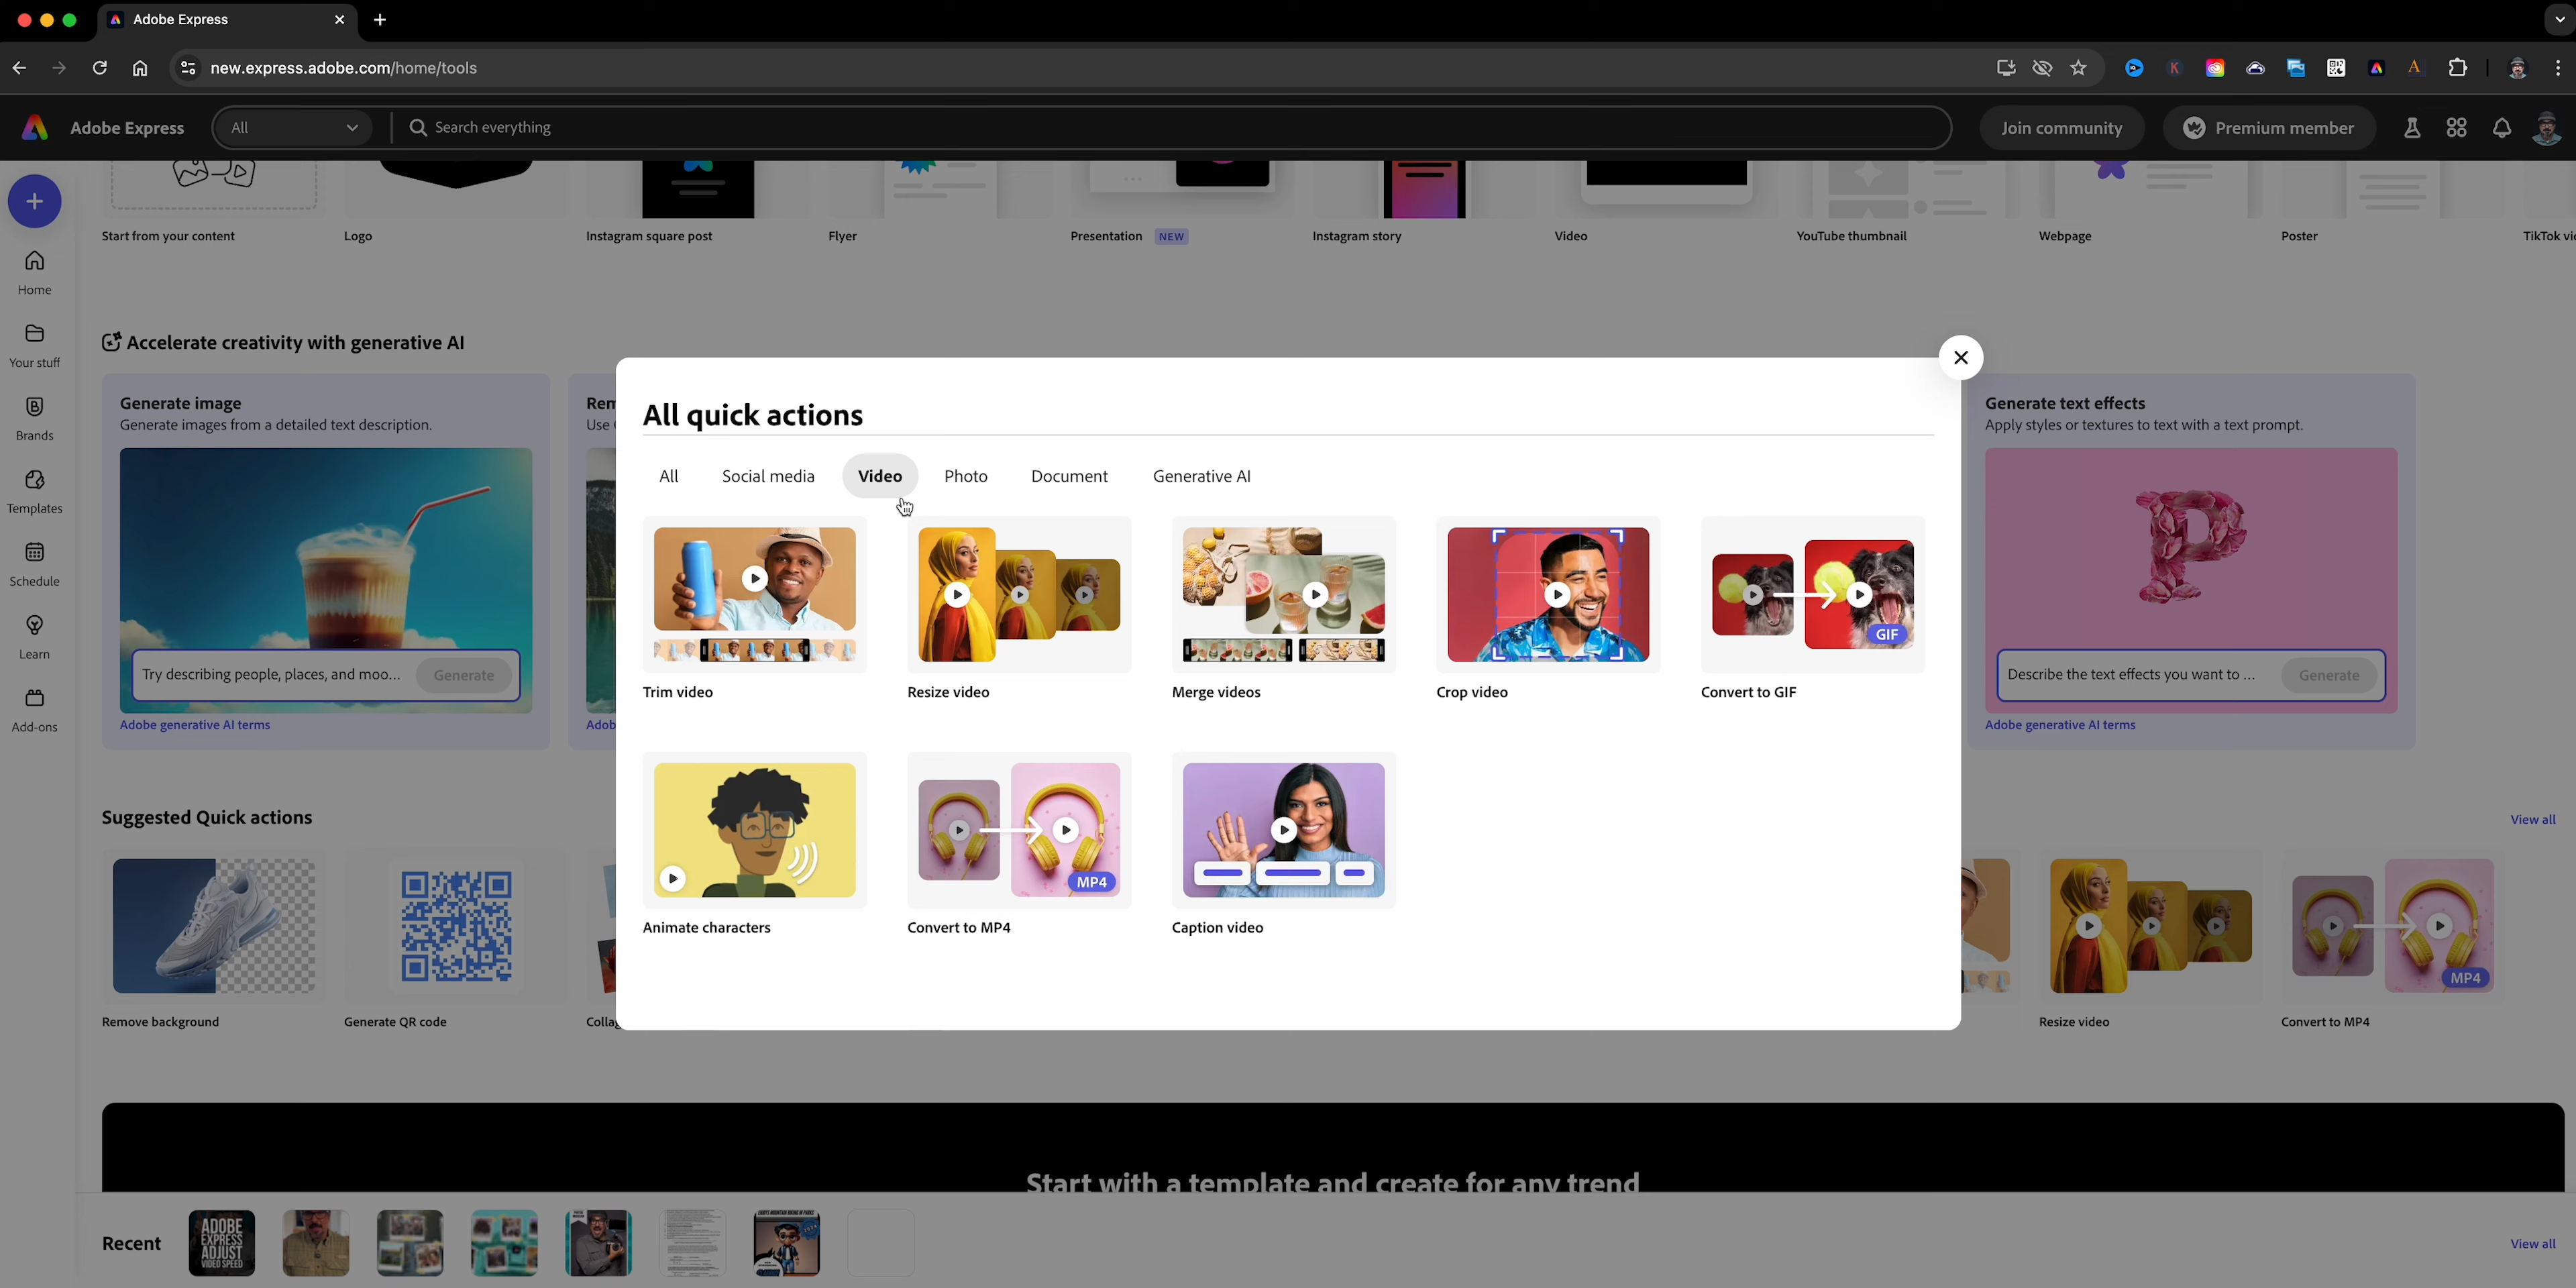 Adobe Express
new.express.adobe.com/home/tools
Adobe Express
All
Search everything
Join community
Premium member
Start from your content
Logo
Instagram square post
Flyer
Presentation NEW
Instagram story
Video
YouTube thumbnail
Webpage
Poster
TikTok
Home
Your stuff
Brands
Templates
Schedule
Learn
Add-ons
Accelerate creativity with generative AI
Generate image
Generate images from a detailed text description.
Try describing people, places, and moo...
Generate
Adobe generative AI terms
Use
Generate text effects
Apply styles or textures to text with a text prompt.
P
Describe the text effects you want to ...
Generate
Adobe generative AI terms
All quick actions
All
Social media
Video
Photo
Document
Generative AI
Trim video
Resize video
Merge videos
Crop video
GIF
Convert to GIF
Animate characters
MP4
Convert to MP4
Caption video
Suggested Quick actions
View all
Remove background
Generate QR code
Resize video
MP4
Convert to MP4
Start with a template and create for any trend
Recent
ADOBE
EXPRESS
ADJUST
VIDEO SPEED
View all